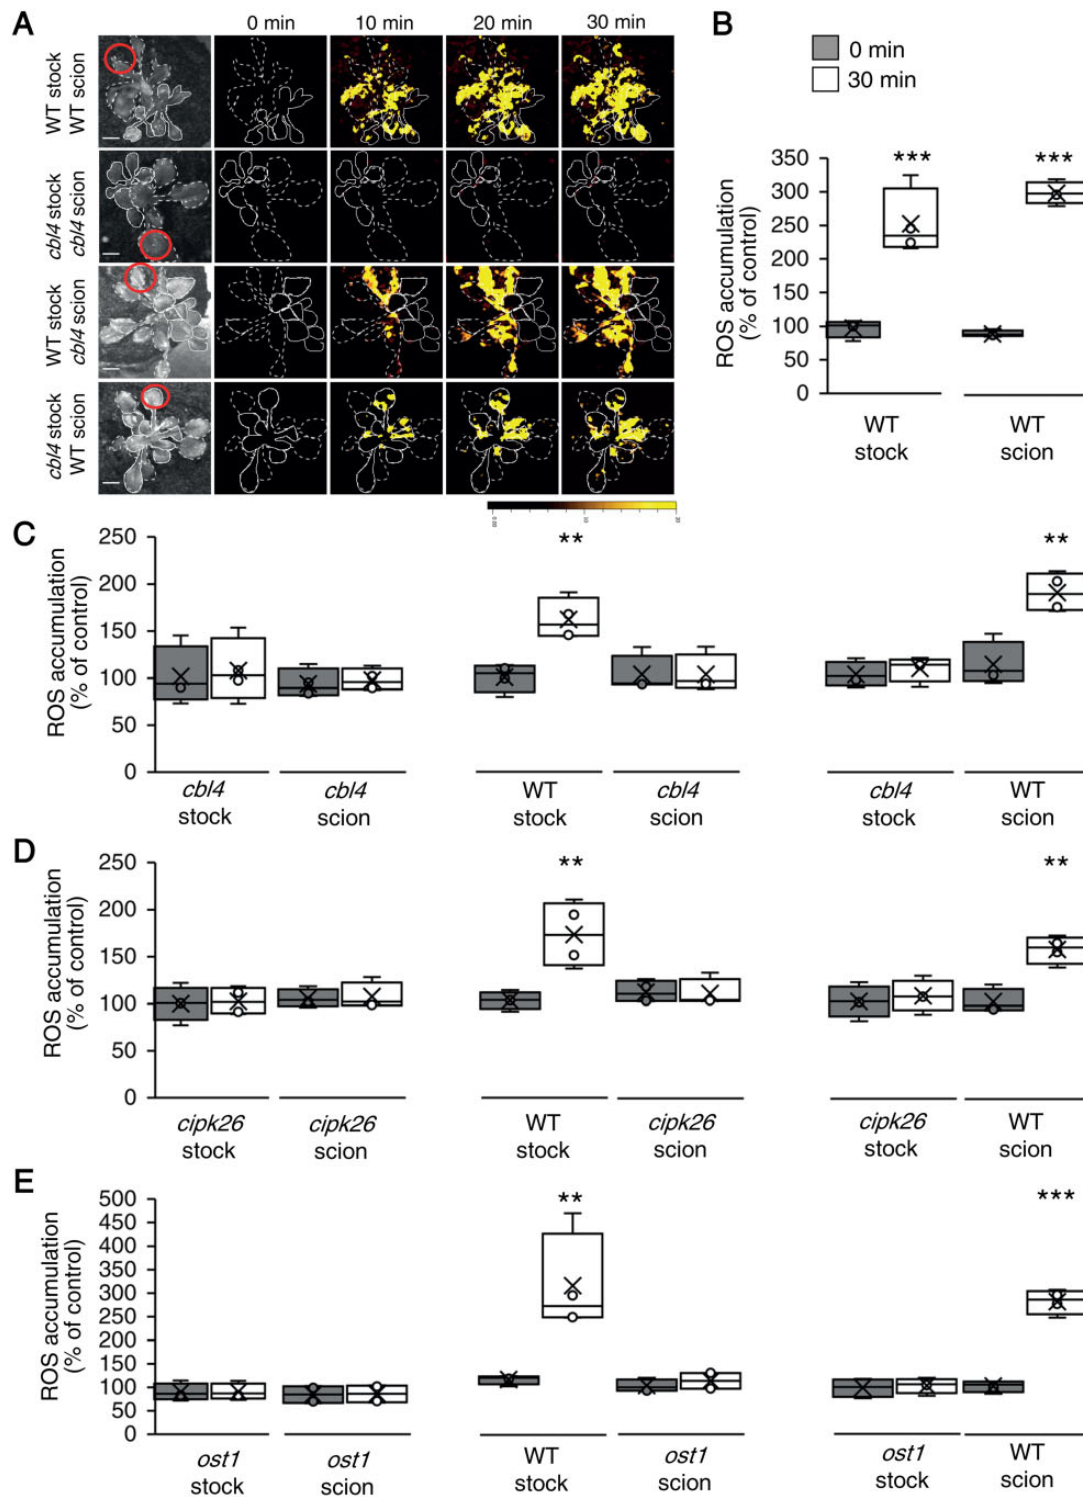 A
0 min
10 min
20 min
30 min
WT stock
WT scion
cbl4 stock
cbl4 scion
WT stock
cbl4 scion
cbl4 stock
WT scion
0.00
10
20
B
0 min
30 min
ROS accumulation
(% of control)
350
300
250
200
150
100
50
0
***
***
WT
stock
WT
scion
C
ROS accumulation
(% of control)
250
200
150
100
50
0
**
**
cbl4
stock
cbl4
scion
WT
stock
cbl4
scion
cbl4
stock
WT
scion
D
ROS accumulation
(% of control)
250
200
150
100
50
0
**
**
cipk26
stock
cipk26
scion
WT
stock
cipk26
scion
cipk26
stock
WT
scion
E
ROS accumulation
(% of control)
500
450
400
350
300
250
200
150
100
50
0
**
***
ost1
stock
ost1
scion
WT
stock
ost1
scion
ost1
stock
WT
scion